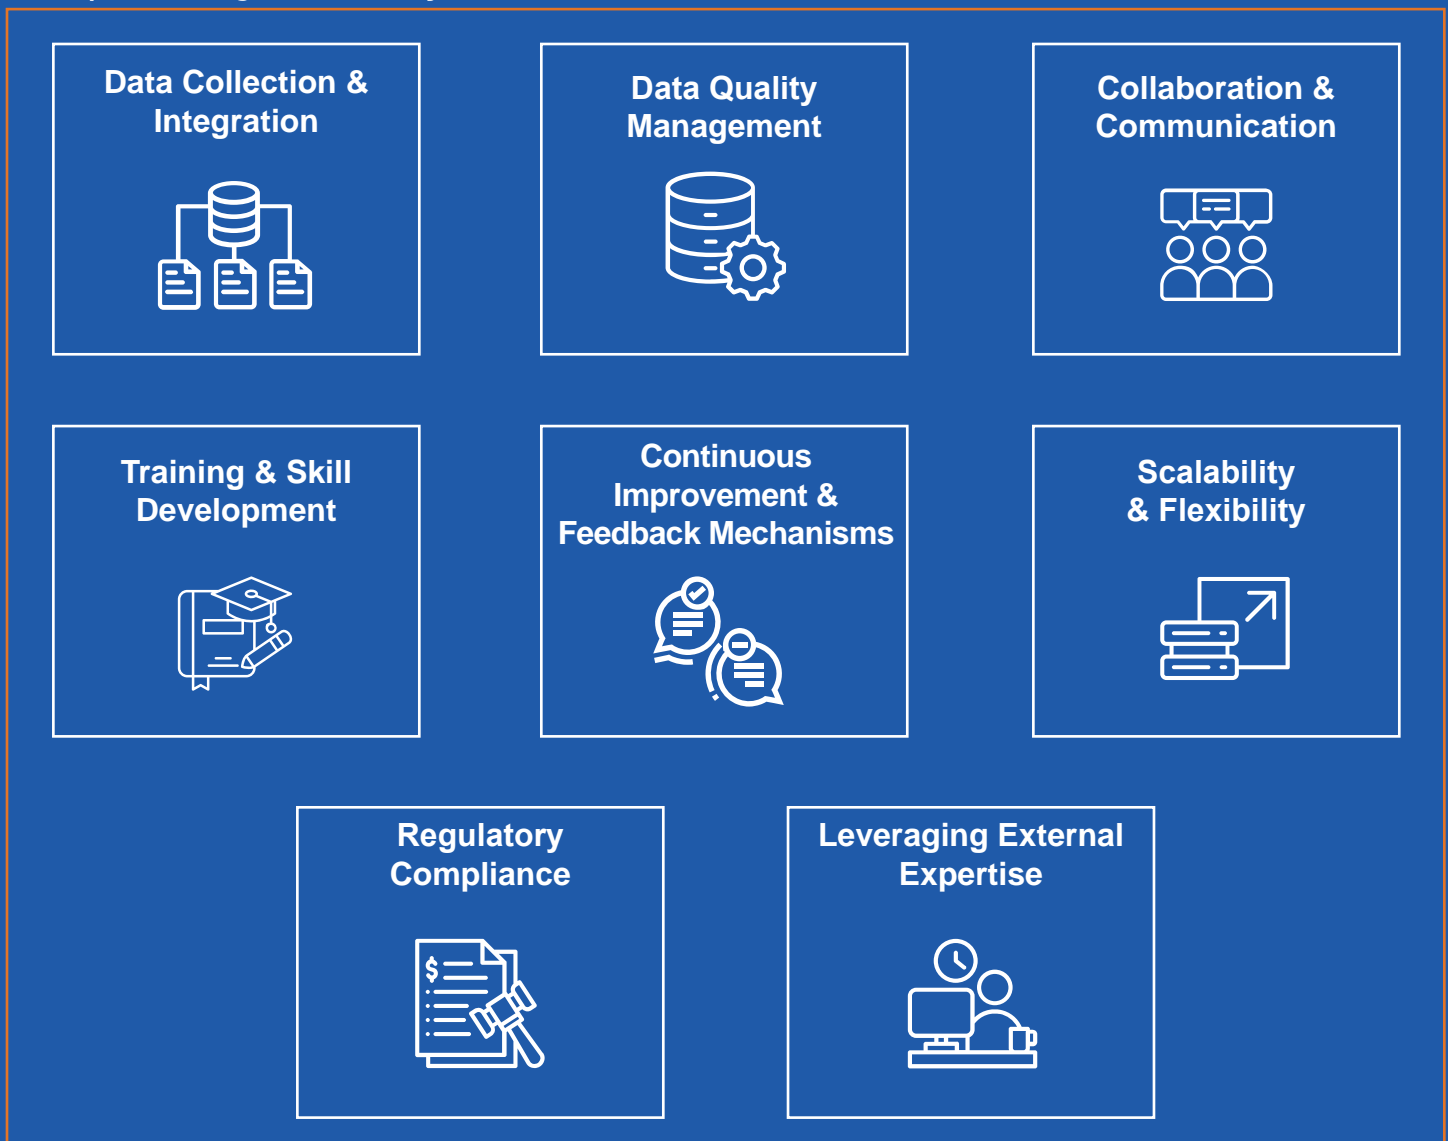 Data Collection &
Integration
Data Quality
Management
Collaboration &
Communication
Training & Skill
Development
Continuous
Improvement &
Feedback Mechanisms
Scalability
& Flexibility
Regulatory
Compliance
$
Leveraging External
Expertise